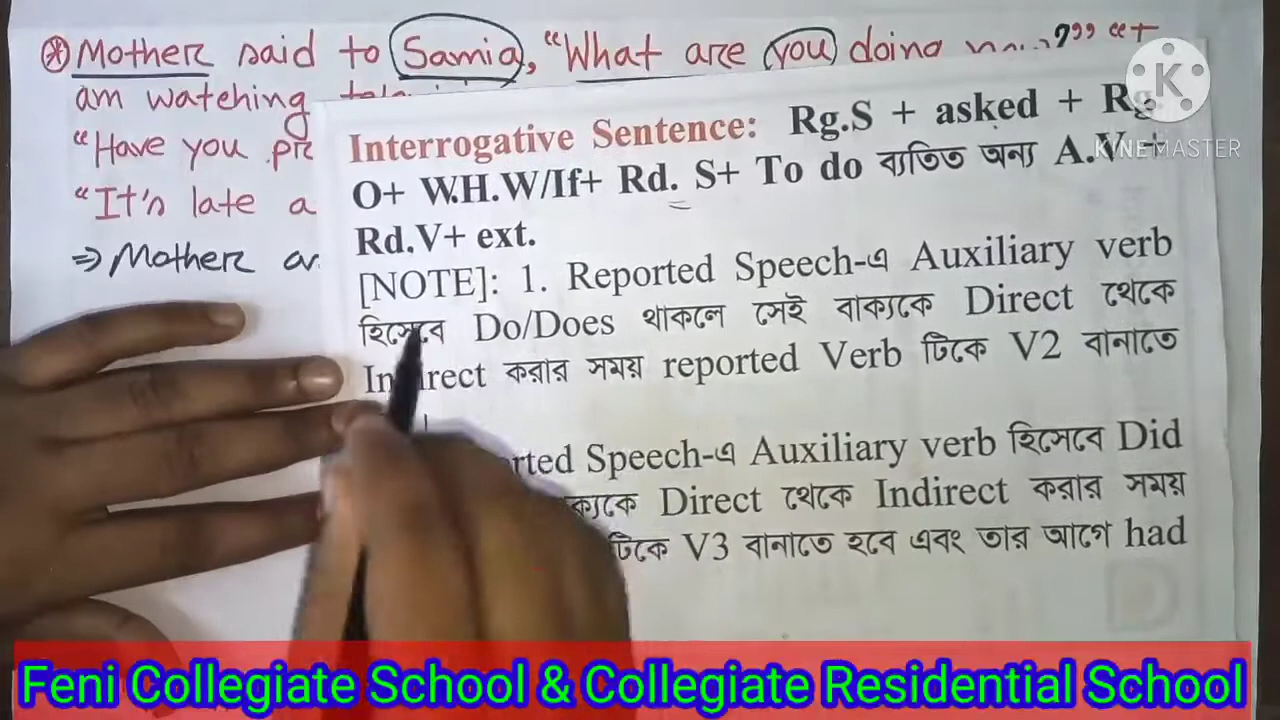 Mother said to Samia, "What are you doing
am watching
"Have you
"It's late a
⇒ Mother
KINEMASTER
Interrogative Sentence: Rg.S + asked + Rg.
O+ W.H.W/If+ Rd. S+ To do ব্যতিত অন্য A.V+
Rd.V+ ext.
[NOTE]: 1. Reported Speech-এ Auxiliary verb
হিসেবে Do/Does থাকলে সেই বাক্যকে Direct থেকে
Indirect করার সময় reported Verb টিকে V2 বানাতে
Speech-এ Auxiliary verb হিসেবে Did
Direct থেকে Indirect করার সময়
টিকে V3 বানাতে হবে এবং তার আগে had
Feni Collegiate School & Collegiate Residential School